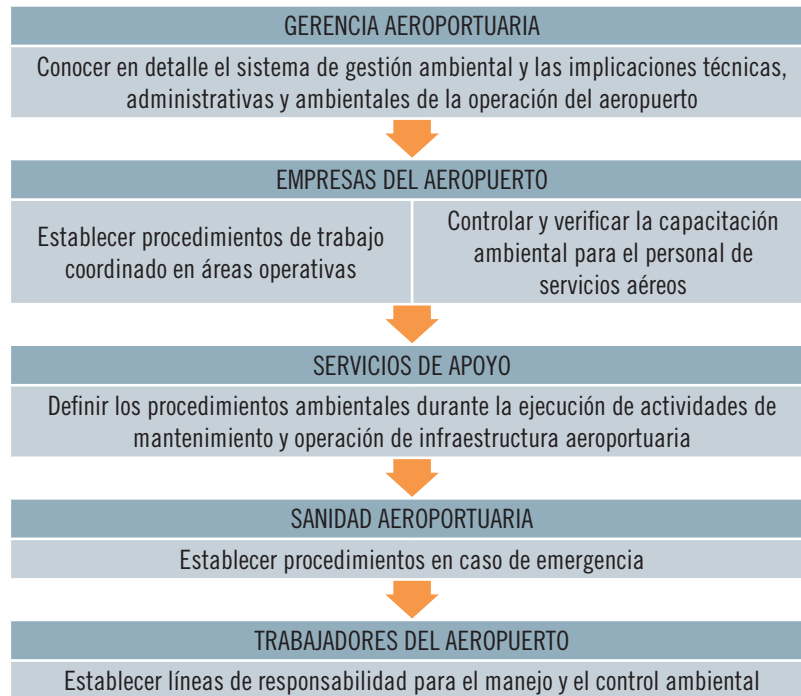 GERENCIA AEROPORTUARIA
Conocer en detalle el sistema de gestión ambiental y las implicaciones técnicas,
administrativas y ambientales de la operación del aeropuerto
EMPRESAS DEL AEROPUERTO
Establecer procedimientos de trabajo
coordinado en áreas operativas
Controlar y verificar la capacitación
ambiental para el personal de
servicios aéreos
SERVICIOS DE APOYO
Definir los procedimientos ambientales durante la ejecución de actividades de
mantenimiento y operación de infraestructura aeroportuaria
SANIDAD AEROPORTUARIA
Establecer procedimientos en caso de emergencia
TRABAJADORES DEL AEROPUERTO
Establecer líneas de responsabilidad para el manejo y el control ambiental